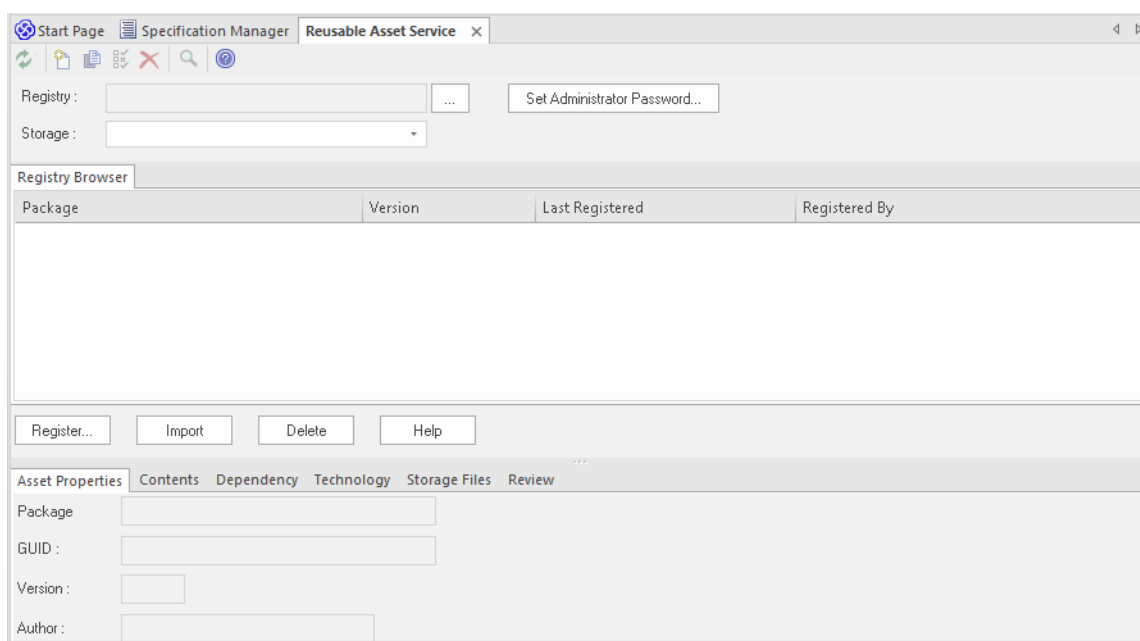 Start Page Specification Manager Reusable Asset Service
Registry : ... Set Administrator Password...
Storage :
Registry Browser
Package Version Last Registered Registered By
Register... Import Delete Help
Asset Properties Contents Dependency Technology Storage Files Review
Package
GUID :
Version :
Author :